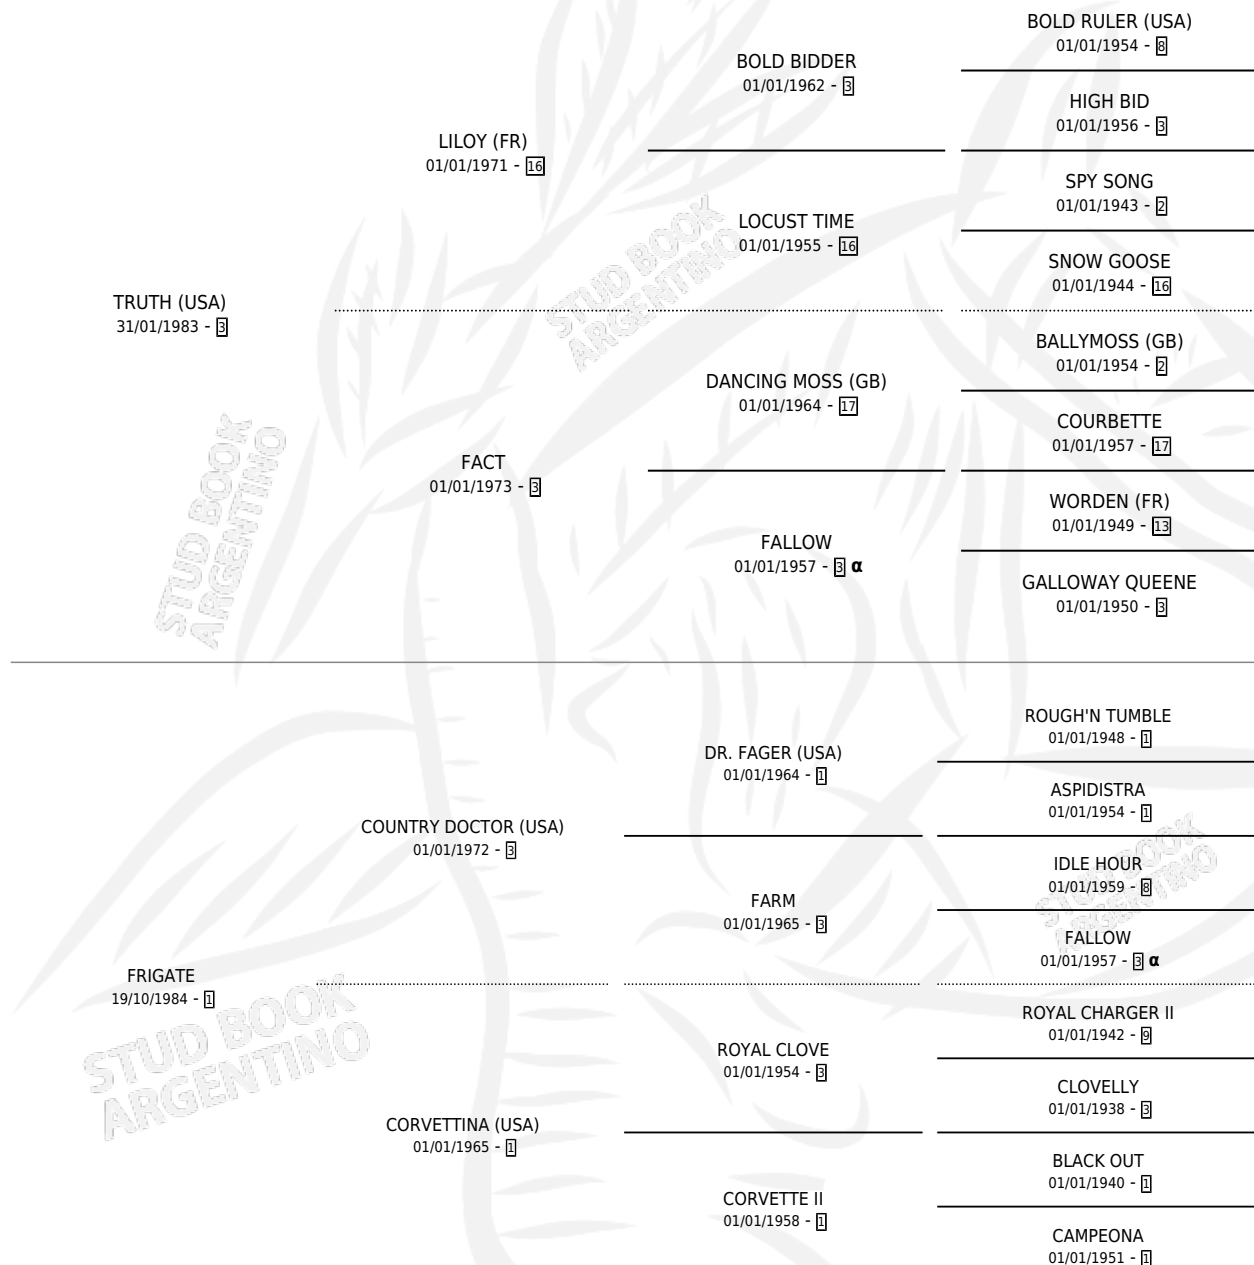 BOLD RULER (USA)
01/01/1954 - 8
BOLD BIDDER
01/01/1962 - 3
HIGH BID
01/01/1956 - 3
LILOY (FR)
01/01/1971 - 16
SPY SONG
01/01/1943 - 2
LOCUST TIME
01/01/1955 - 16
SNOW GOOSE
01/01/1944 - 16
TRUTH (USA)
31/01/1983 - 3
BALLYMOSS (GB)
01/01/1954 - 2
DANCING MOSS (GB)
01/01/1964 - 17
COURBETTE
01/01/1957 - 17
FACT
01/01/1973 - 3
WORDEN (FR)
01/01/1949 - 13
FALLOW
01/01/1957 - 3 α
GALLOWAY QUEENE
01/01/1950 - 3
ROUGH'N TUMBLE
01/01/1948 - 1
DR. FAGER (USA)
01/01/1964 - 1
ASPIDISTRA
01/01/1954 - 1
COUNTRY DOCTOR (USA)
01/01/1972 - 3
IDLE HOUR
01/01/1959 - 8
FARM
01/01/1965 - 3
FALLOW
01/01/1957 - 3 α
FRIGATE
19/10/1984 - 1
ROYAL CHARGER II
01/01/1942 - 9
ROYAL CLOVE
01/01/1954 - 3
CLOVELLY
01/01/1938 - 3
CORVETTINA (USA)
01/01/1965 - 1
BLACK OUT
01/01/1940 - 1
CORVETTE II
01/01/1958 - 1
CAMPEONA
01/01/1951 - 1
STUD BOOK
ARGENTINO
STUD BOOK
ARGENTINO
STUD BOOK
ARGENTINO
STUD BOOK
ARGENTINO